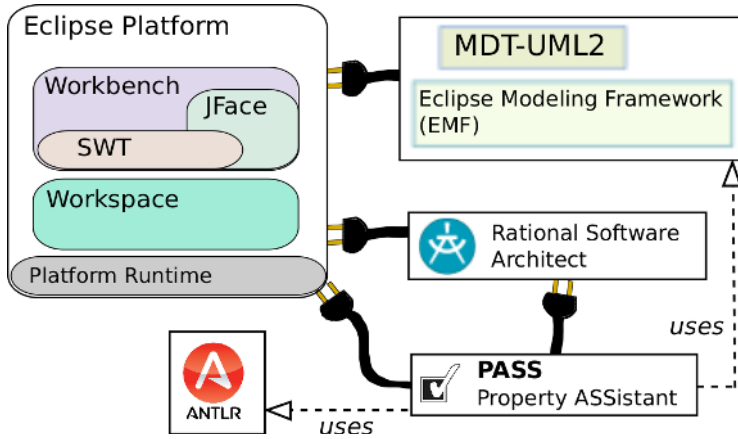 Eclipse Platform
Workbench
JFace
SWT
Workspace
Platform Runtime
MDT-UML2
Eclipse Modeling Framework
(EMF)
Rational Software
Architect
uses
PASS
Property ASSistant
ANTLR
uses